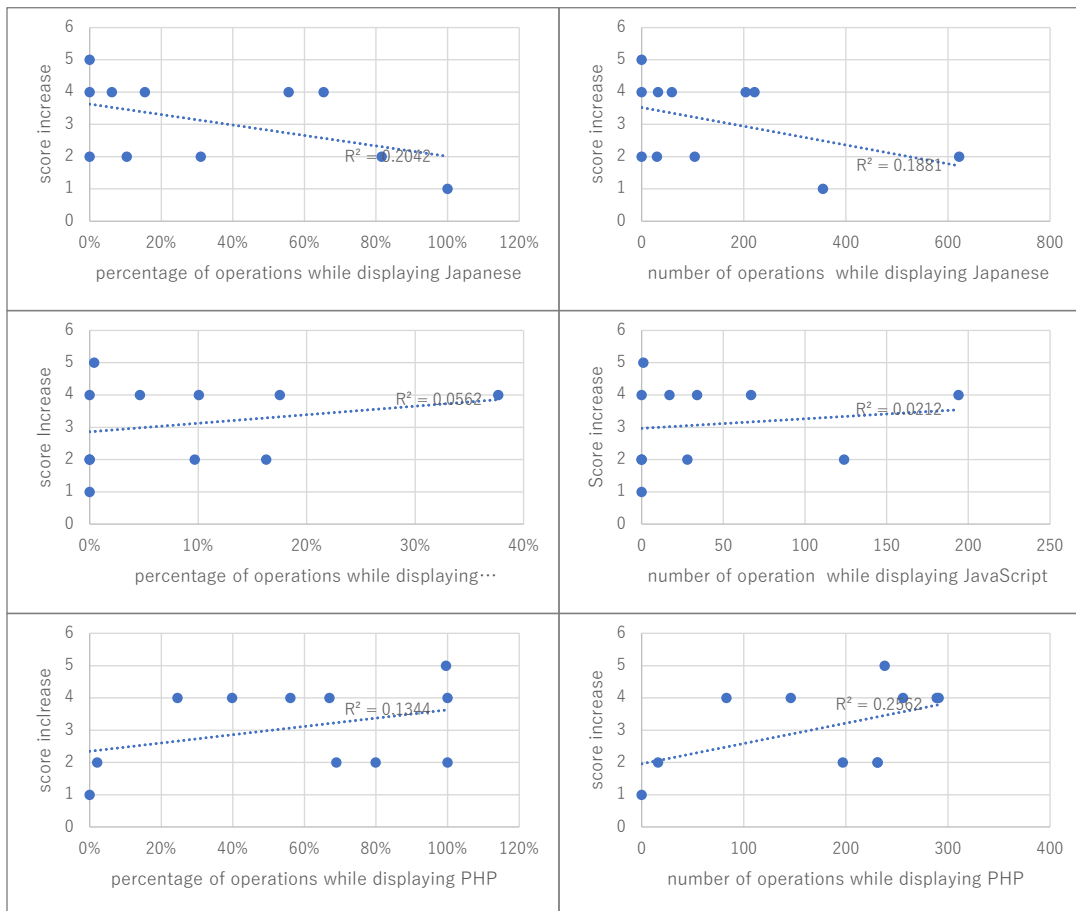 score increase
6
5
4
3
2
1
0
R² = 0.2042
0% 20% 40% 60% 80% 100% 120%
percentage of operations while displaying Japanese
score increase
6
5
4
3
2
1
0
R² = 0.1881
0 200 400 600 800
number of operations while displaying Japanese
score Increase
6
5
4
3
2
1
0
R² = 0.0562
0% 10% 20% 30% 40%
percentage of operations while displaying…
Score increase
6
5
4
3
2
1
0
R² = 0.0212
0 50 100 150 200 250
number of operation while displaying JavaScript
score inclrease
6
5
4
3
2
1
0
R² = 0.1344
0% 20% 40% 60% 80% 100% 120%
percentage of operations while displaying PHP
score increase
6
5
4
3
2
1
0
R² = 0.2562
0 100 200 300 400
number of operations while displaying PHP